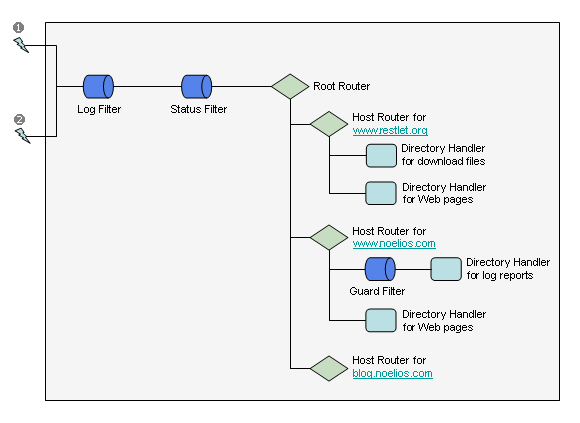 1
2
Log Filter
Status Filter
Root Router
Host Router for
www.restlet.org
Directory Handler
for download files
Directory Handler
for Web pages
Host Router for
www.noelios.com
Guard Filter
Directory Handler
for log reports
Directory Handler
for Web pages
Host Router for
blog.noelios.com